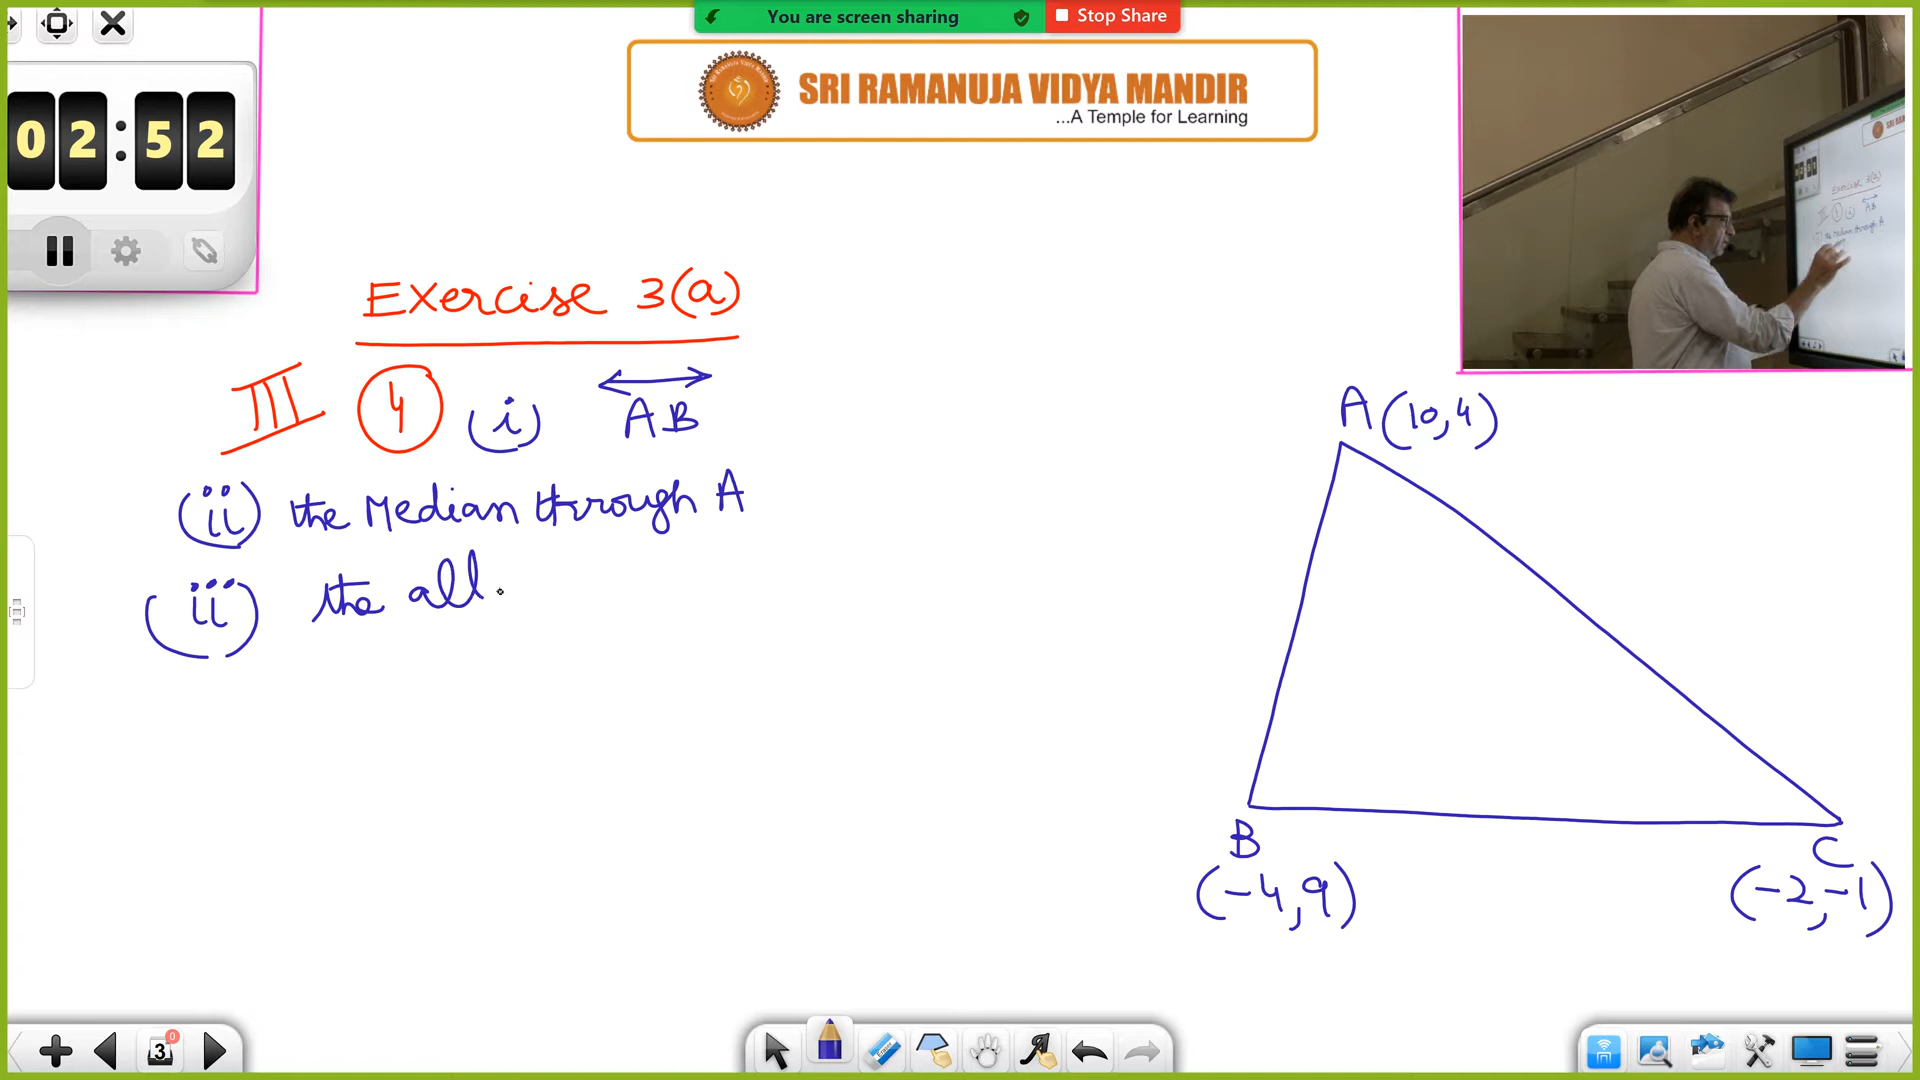 You are screen sharing
Stop Share
02:52
SRI RAMANUJA VIDYA MANDIR
...A Temple for Learning
Exercise 3(a)
III 4 (i) AB
(ii) the Median through A
(iii) the all
A (10,4)
B
(-4,9)
C
(-2,-1)
3
0